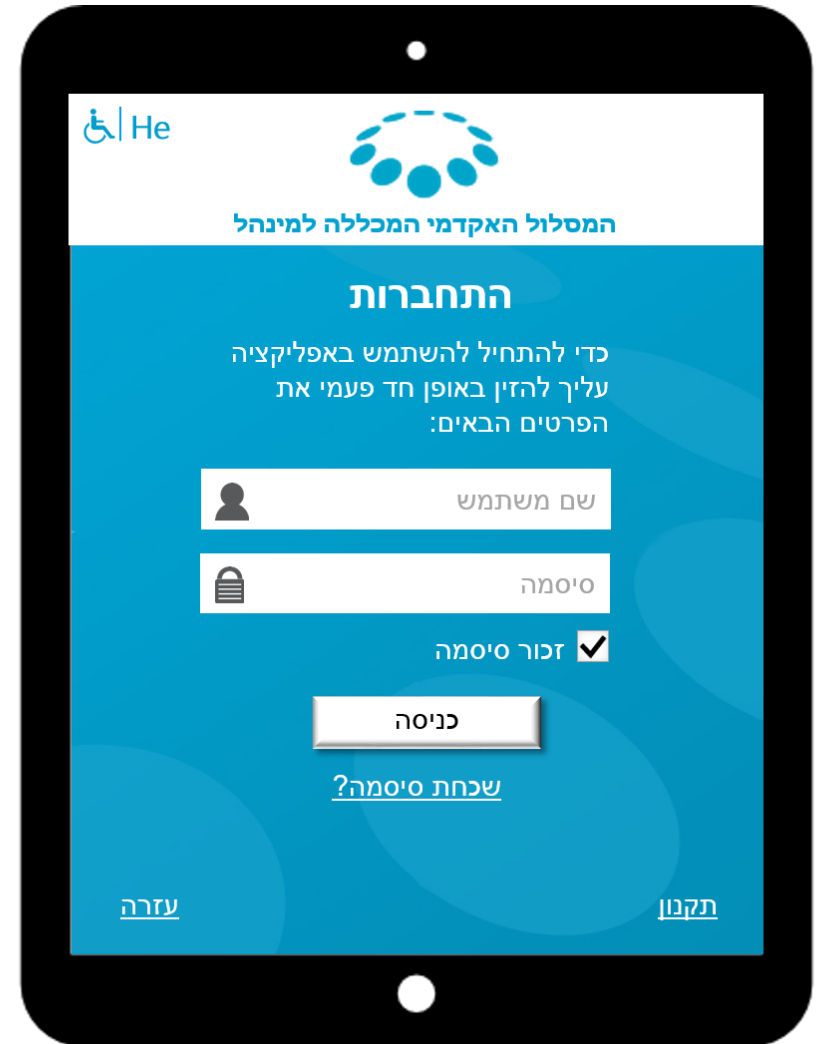 He
המסלול האקדמי המכללה למינהל
התחברות
כדי להתחיל להשתמש באפליקציה
עליך להזין באופן חד פעמי את
הפרטים הבאים:
שם משתמש
סיסמה
זכור סיסמה
כניסה
שכחת סיסמה?
תקנון
עזרה